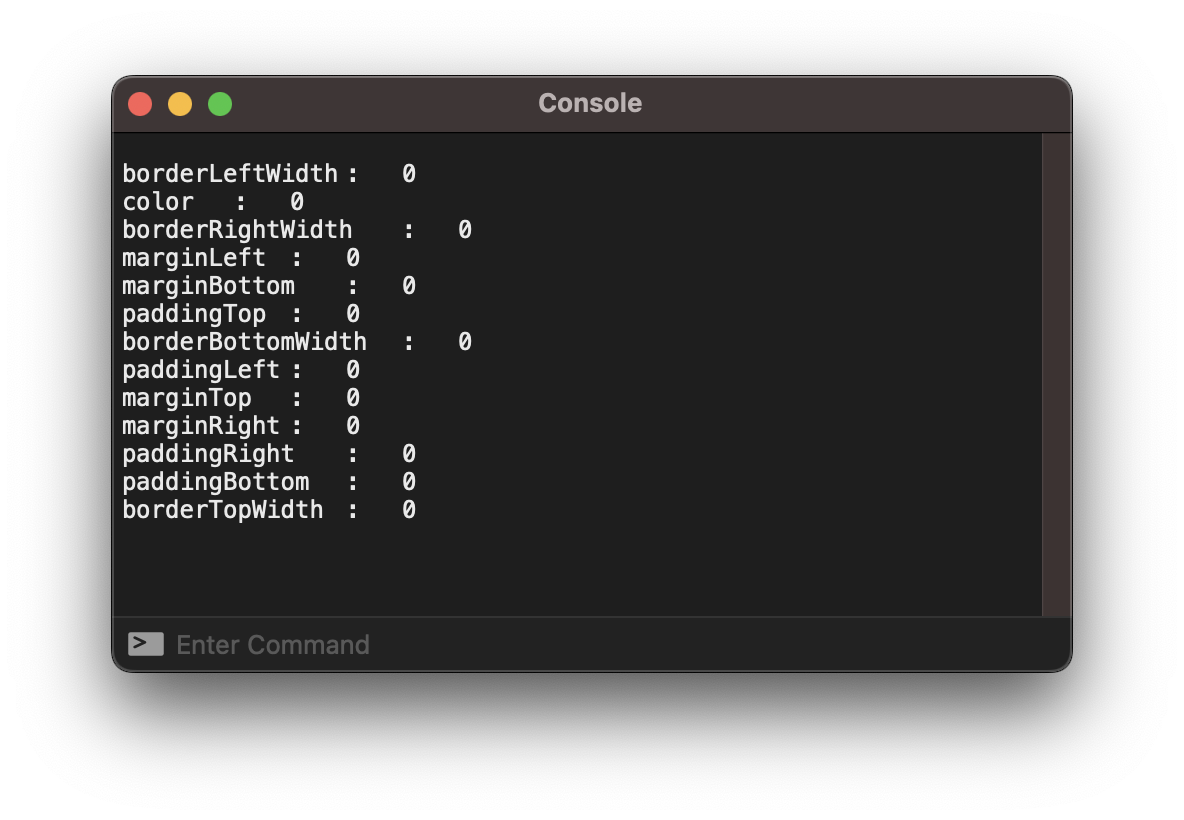 Console
borderLeftWidth :   0
color   :   0
borderRightWidth    :   0
marginLeft  :   0
marginBottom    :   0
paddingTop  :   0
borderBottomWidth   :   0
paddingLeft :   0
marginTop   :   0
marginRight :   0
paddingRight    :   0
paddingBottom   :   0
borderTopWidth  :   0
Enter Command